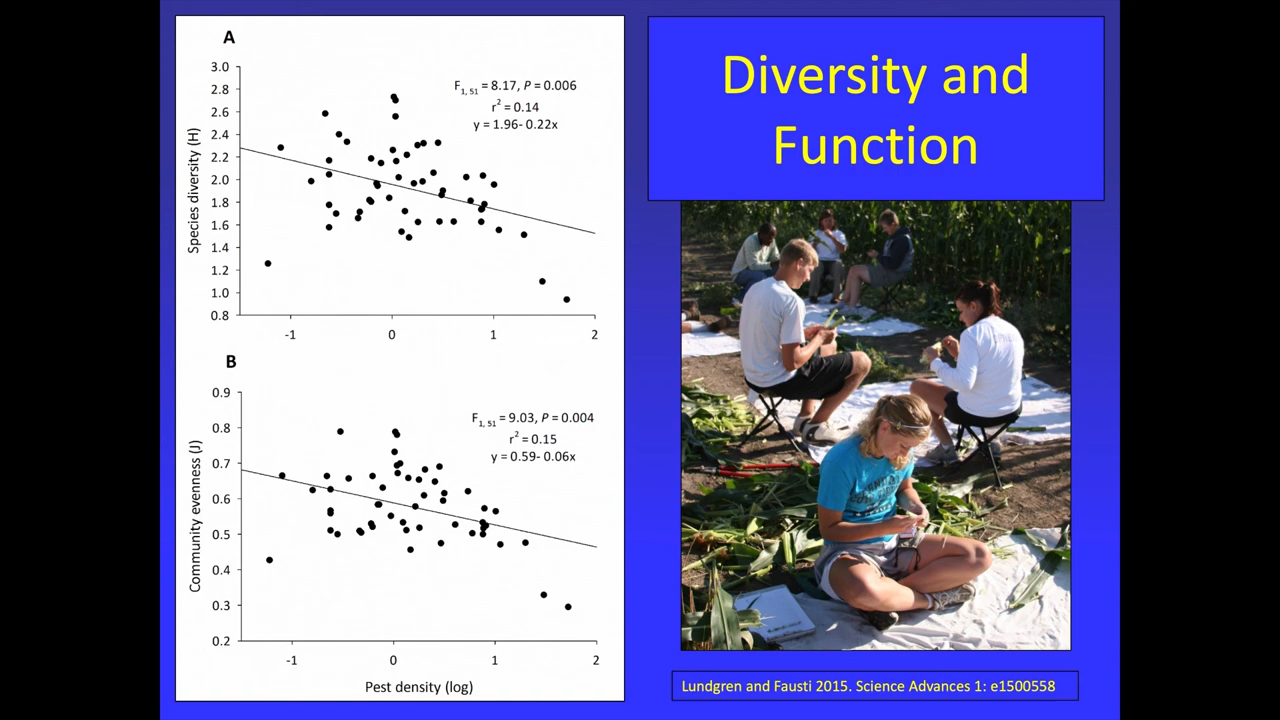 A
3.0
2.8
2.6
2.4
2.2
2.0
1.8
1.6
1.4
1.2
1.0
0.8
Species diversity (H)
F1, 51 = 8.17, P = 0.006
r2 = 0.14
y = 1.96- 0.22x
-1 0 1 2
B
0.9
0.8
0.7
0.6
0.5
0.4
0.3
0.2
Community evenness (J)
F1, 51 = 9.03, P = 0.004
r2 = 0.15
y = 0.59- 0.06x
-1 0 1 2
Pest density (log)
Diversity and
Function
Lundgren and Fausti 2015. Science Advances 1: e1500558